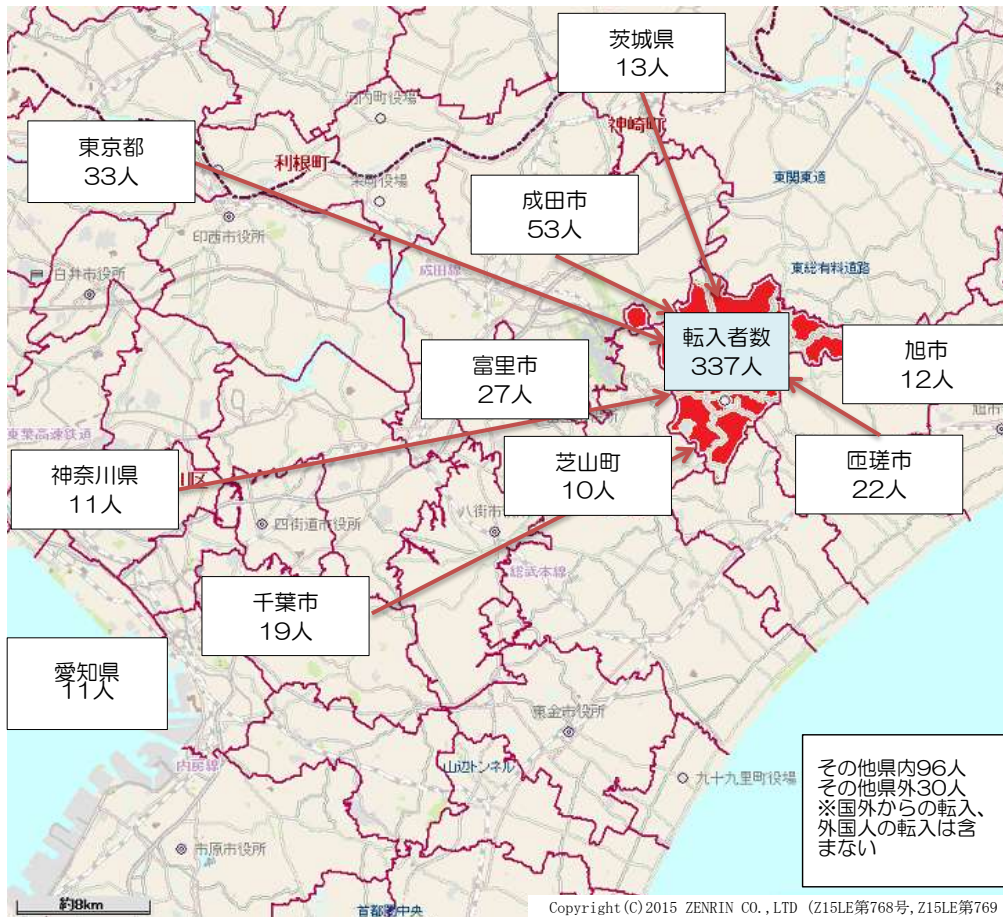 茨城県
13人
河内町役場
神崎町
東京都
33人
利根町
栄町役場
成田市
53人
東関東道
印西市役所
白井市役所
成田線
東総有料道路
転入者数
337人
旭市
12人
富里市
27人
旭市
東葉高速鉄道
神奈川県
11人
区
芝山町
10人
匝瑳市
22人
四街道市役所
八街市
総武本線
千葉市
19人
愛知県
11人
東金市役所
内房線
山辺トンネル
九十九里町役場
その他県内96人
その他県外30人
※国外からの転入、
外国人の転入は含
まない
市原市役所
約8km
首都圏中央
Copyright(C)2015 ZENRIN CO.,LTD (Z15LE第768号,Z15LE第769